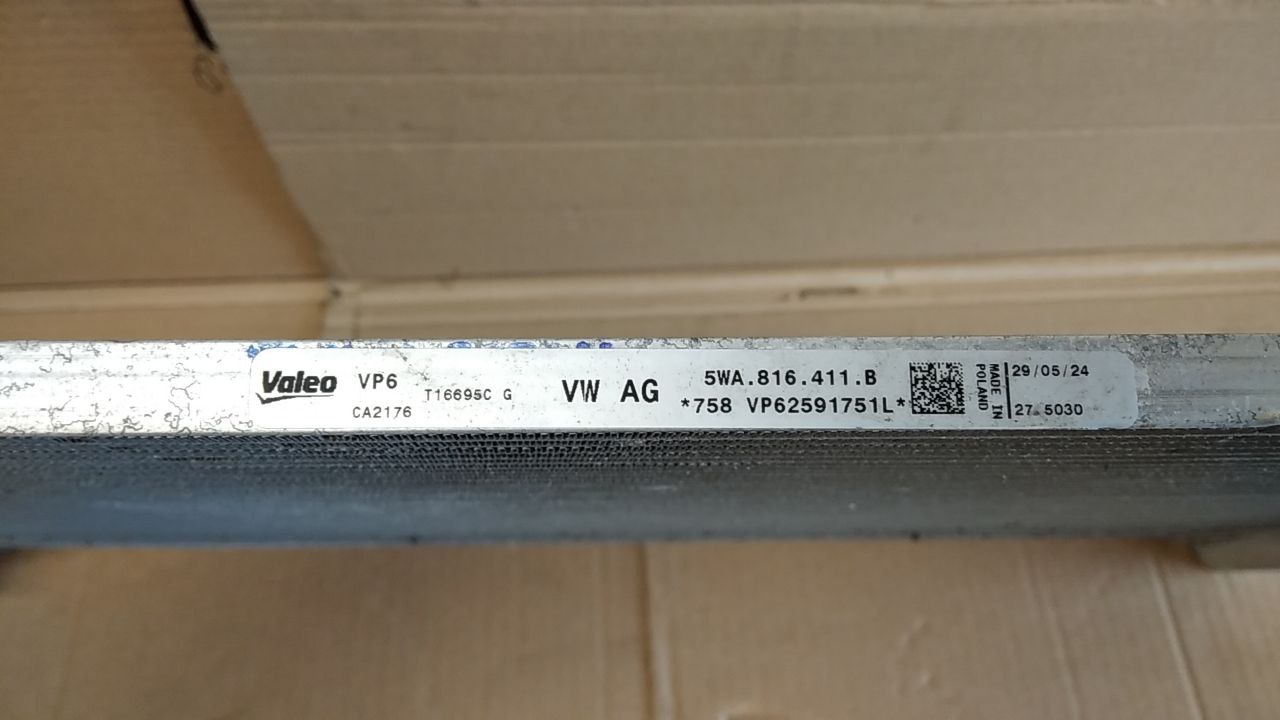 Valeo VP6
CA2176
T16695C G
VW AG
5WA.816.411.B
*758 VP62591751L*
MADE IN
POLAND
29/05/24
27.5030